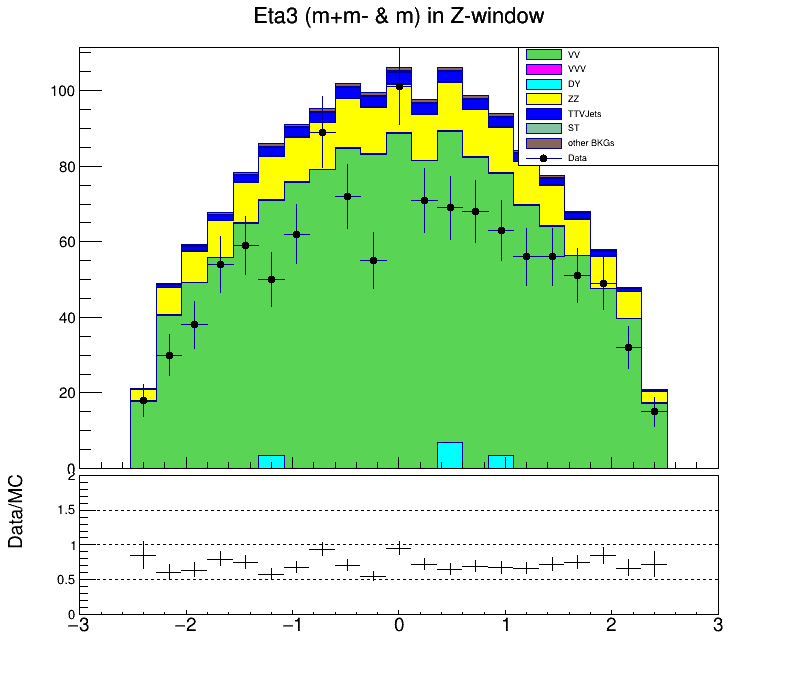 Eta3 (m+m- & m) in Z-window
VV
VVV
DY
ZZ
TTVJets
ST
other BKGs
Data
100
80
60
40
20
0
Data/MC
2
1.5
1
0.5
0
−3 −2 −1 0 1 2 3